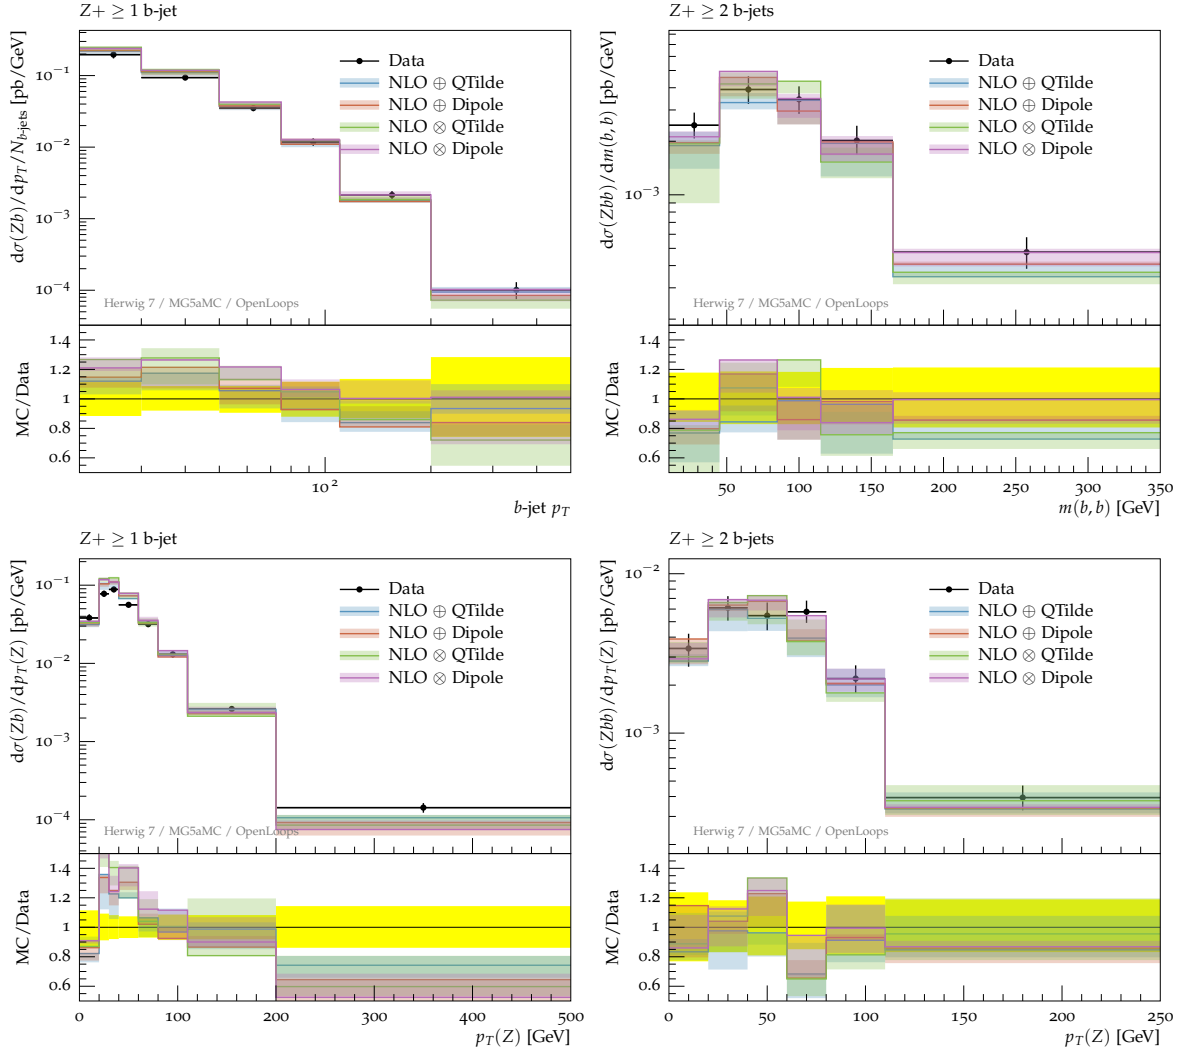 Z+ ≥ 1 b-jet
dσ(Zb)/dp_T/N_{b-jets} [pb/GeV]
10⁻¹
10⁻²
10⁻³
10⁻⁴
Data
NLO ⊕ QTilde
NLO ⊕ Dipole
NLO ⊗ QTilde
NLO ⊗ Dipole
Herwig 7 / MG5aMC / OpenLoops
MC/Data
1.4
1.2
1
0.8
0.6
10²
b-jet p_T
Z+ ≥ 2 b-jets
dσ(Zbb)/dm(b, b) [pb/GeV]
10⁻³
Data
NLO ⊕ QTilde
NLO ⊕ Dipole
NLO ⊗ QTilde
NLO ⊗ Dipole
Herwig 7 / MG5aMC / OpenLoops
MC/Data
1.4
1.2
1
0.8
0.6
50 100 150 200 250 300 350
m(b, b) [GeV]
Z+ ≥ 1 b-jet
dσ(Zb)/dp_T(Z) [pb/GeV]
10⁻¹
10⁻²
10⁻³
10⁻⁴
Data
NLO ⊕ QTilde
NLO ⊕ Dipole
NLO ⊗ QTilde
NLO ⊗ Dipole
Herwig 7 / MG5aMC / OpenLoops
MC/Data
1.4
1.2
1
0.8
0.6
0 100 200 300 400 500
p_T(Z) [GeV]
Z+ ≥ 2 b-jets
dσ(Zbb)/dp_T(Z) [pb/GeV]
10⁻²
10⁻³
Data
NLO ⊕ QTilde
NLO ⊕ Dipole
NLO ⊗ QTilde
NLO ⊗ Dipole
Herwig 7 / MG5aMC / OpenLoops
MC/Data
1.4
1.2
1
0.8
0.6
0 50 100 150 200 250
p_T(Z) [GeV]